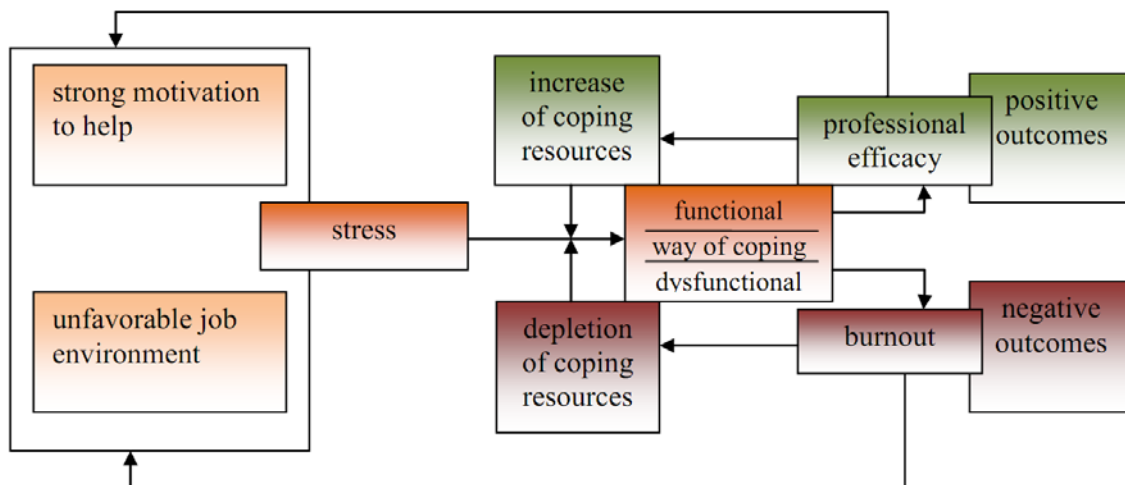 strong motivation
to help
unfavorable job
environment
stress
increase
of coping
resources
depletion
of coping
resources
functional
way of coping
dysfunctional
professional
efficacy
positive
outcomes
burnout
negative
outcomes